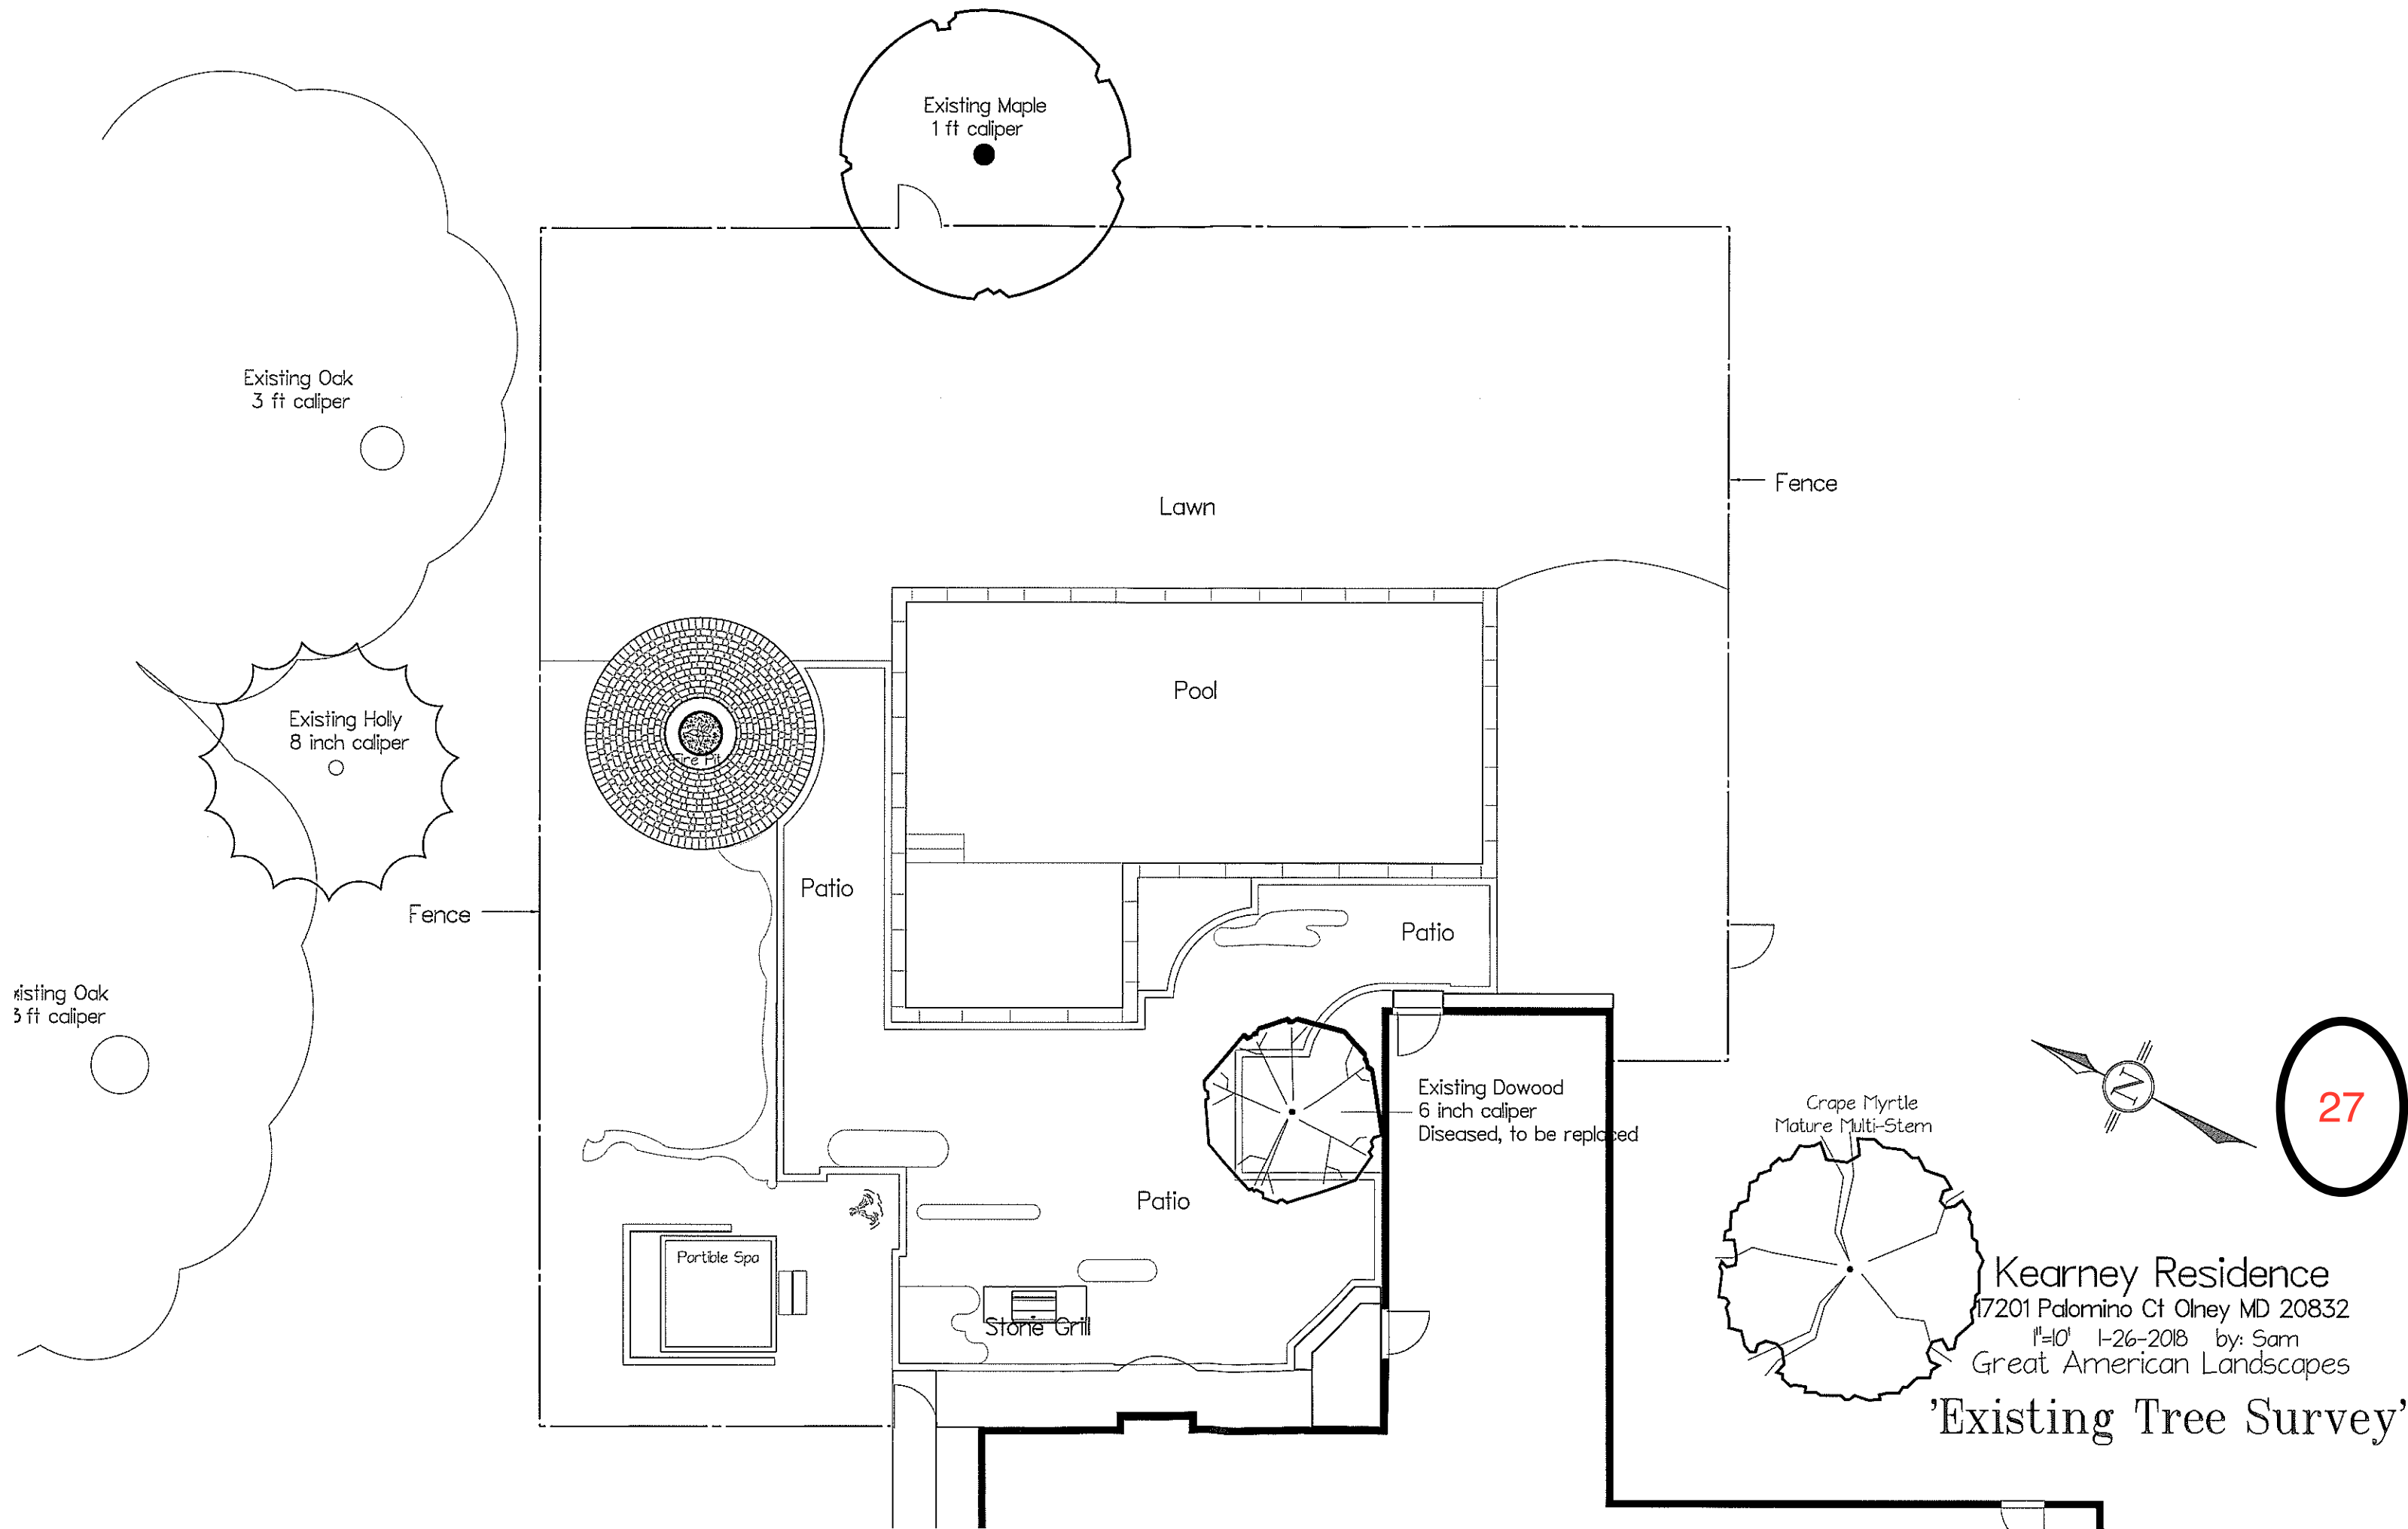 Existing Maple
1 ft caliper
Existing Oak
3 ft caliper
Fence
Lawn
Pool
Existing Holly
8 inch caliper
Fire Pit
Patio
Fence
Patio
xisting Oak
3 ft caliper
Existing Dowood
6 inch caliper
Diseased, to be replaced
Crape Myrtle
Mature Multi-Stem
N
27
Patio
Portible Spa
Stone Grill
Kearney Residence
17201 Palomino Ct Olney MD 20832
1"=10' 1-26-2018 by: Sam
Great American Landscapes
'Existing Tree Survey'